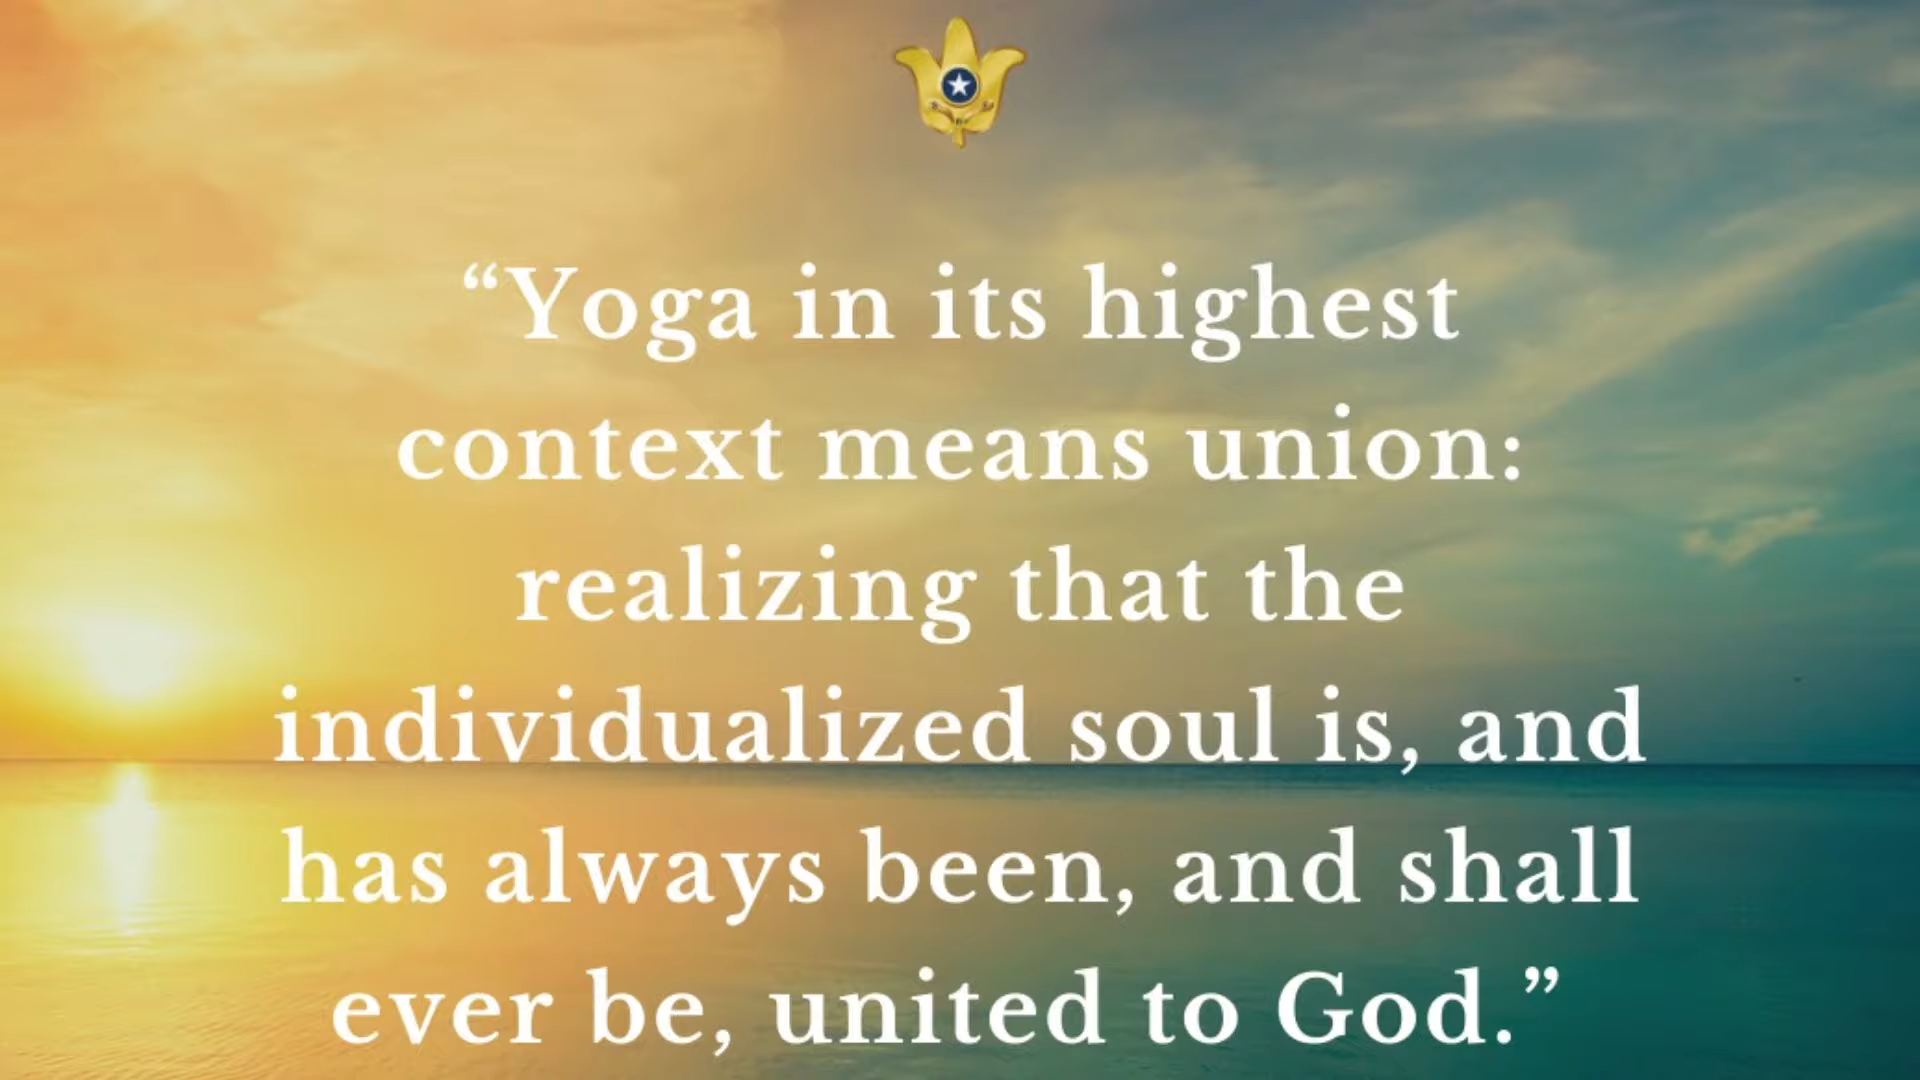 “Yoga in its highest
context means union:
realizing that the
individualized soul is, and
has always been, and shall
ever be, united to God.”